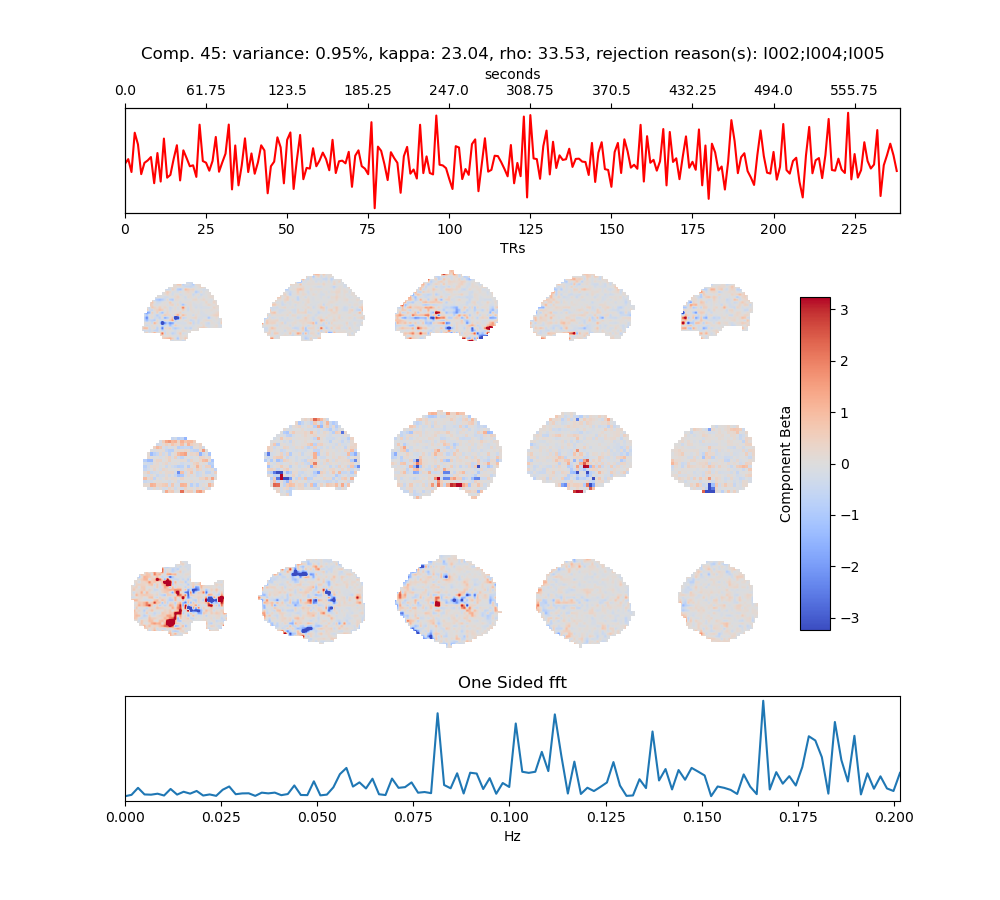 Comp. 45: variance: 0.95%, kappa: 23.04, rho: 33.53, rejection reason(s): I002;I004;I005
seconds
0.0 61.75 123.5 185.25 247.0 308.75 370.5 432.25 494.0 555.75
0 25 50 75 100 125 150 175 200 225
TRs
3
2
1
0
−1
−2
−3
Component Beta
One Sided fft
0.000 0.025 0.050 0.075 0.100 0.125 0.150 0.175 0.200
Hz